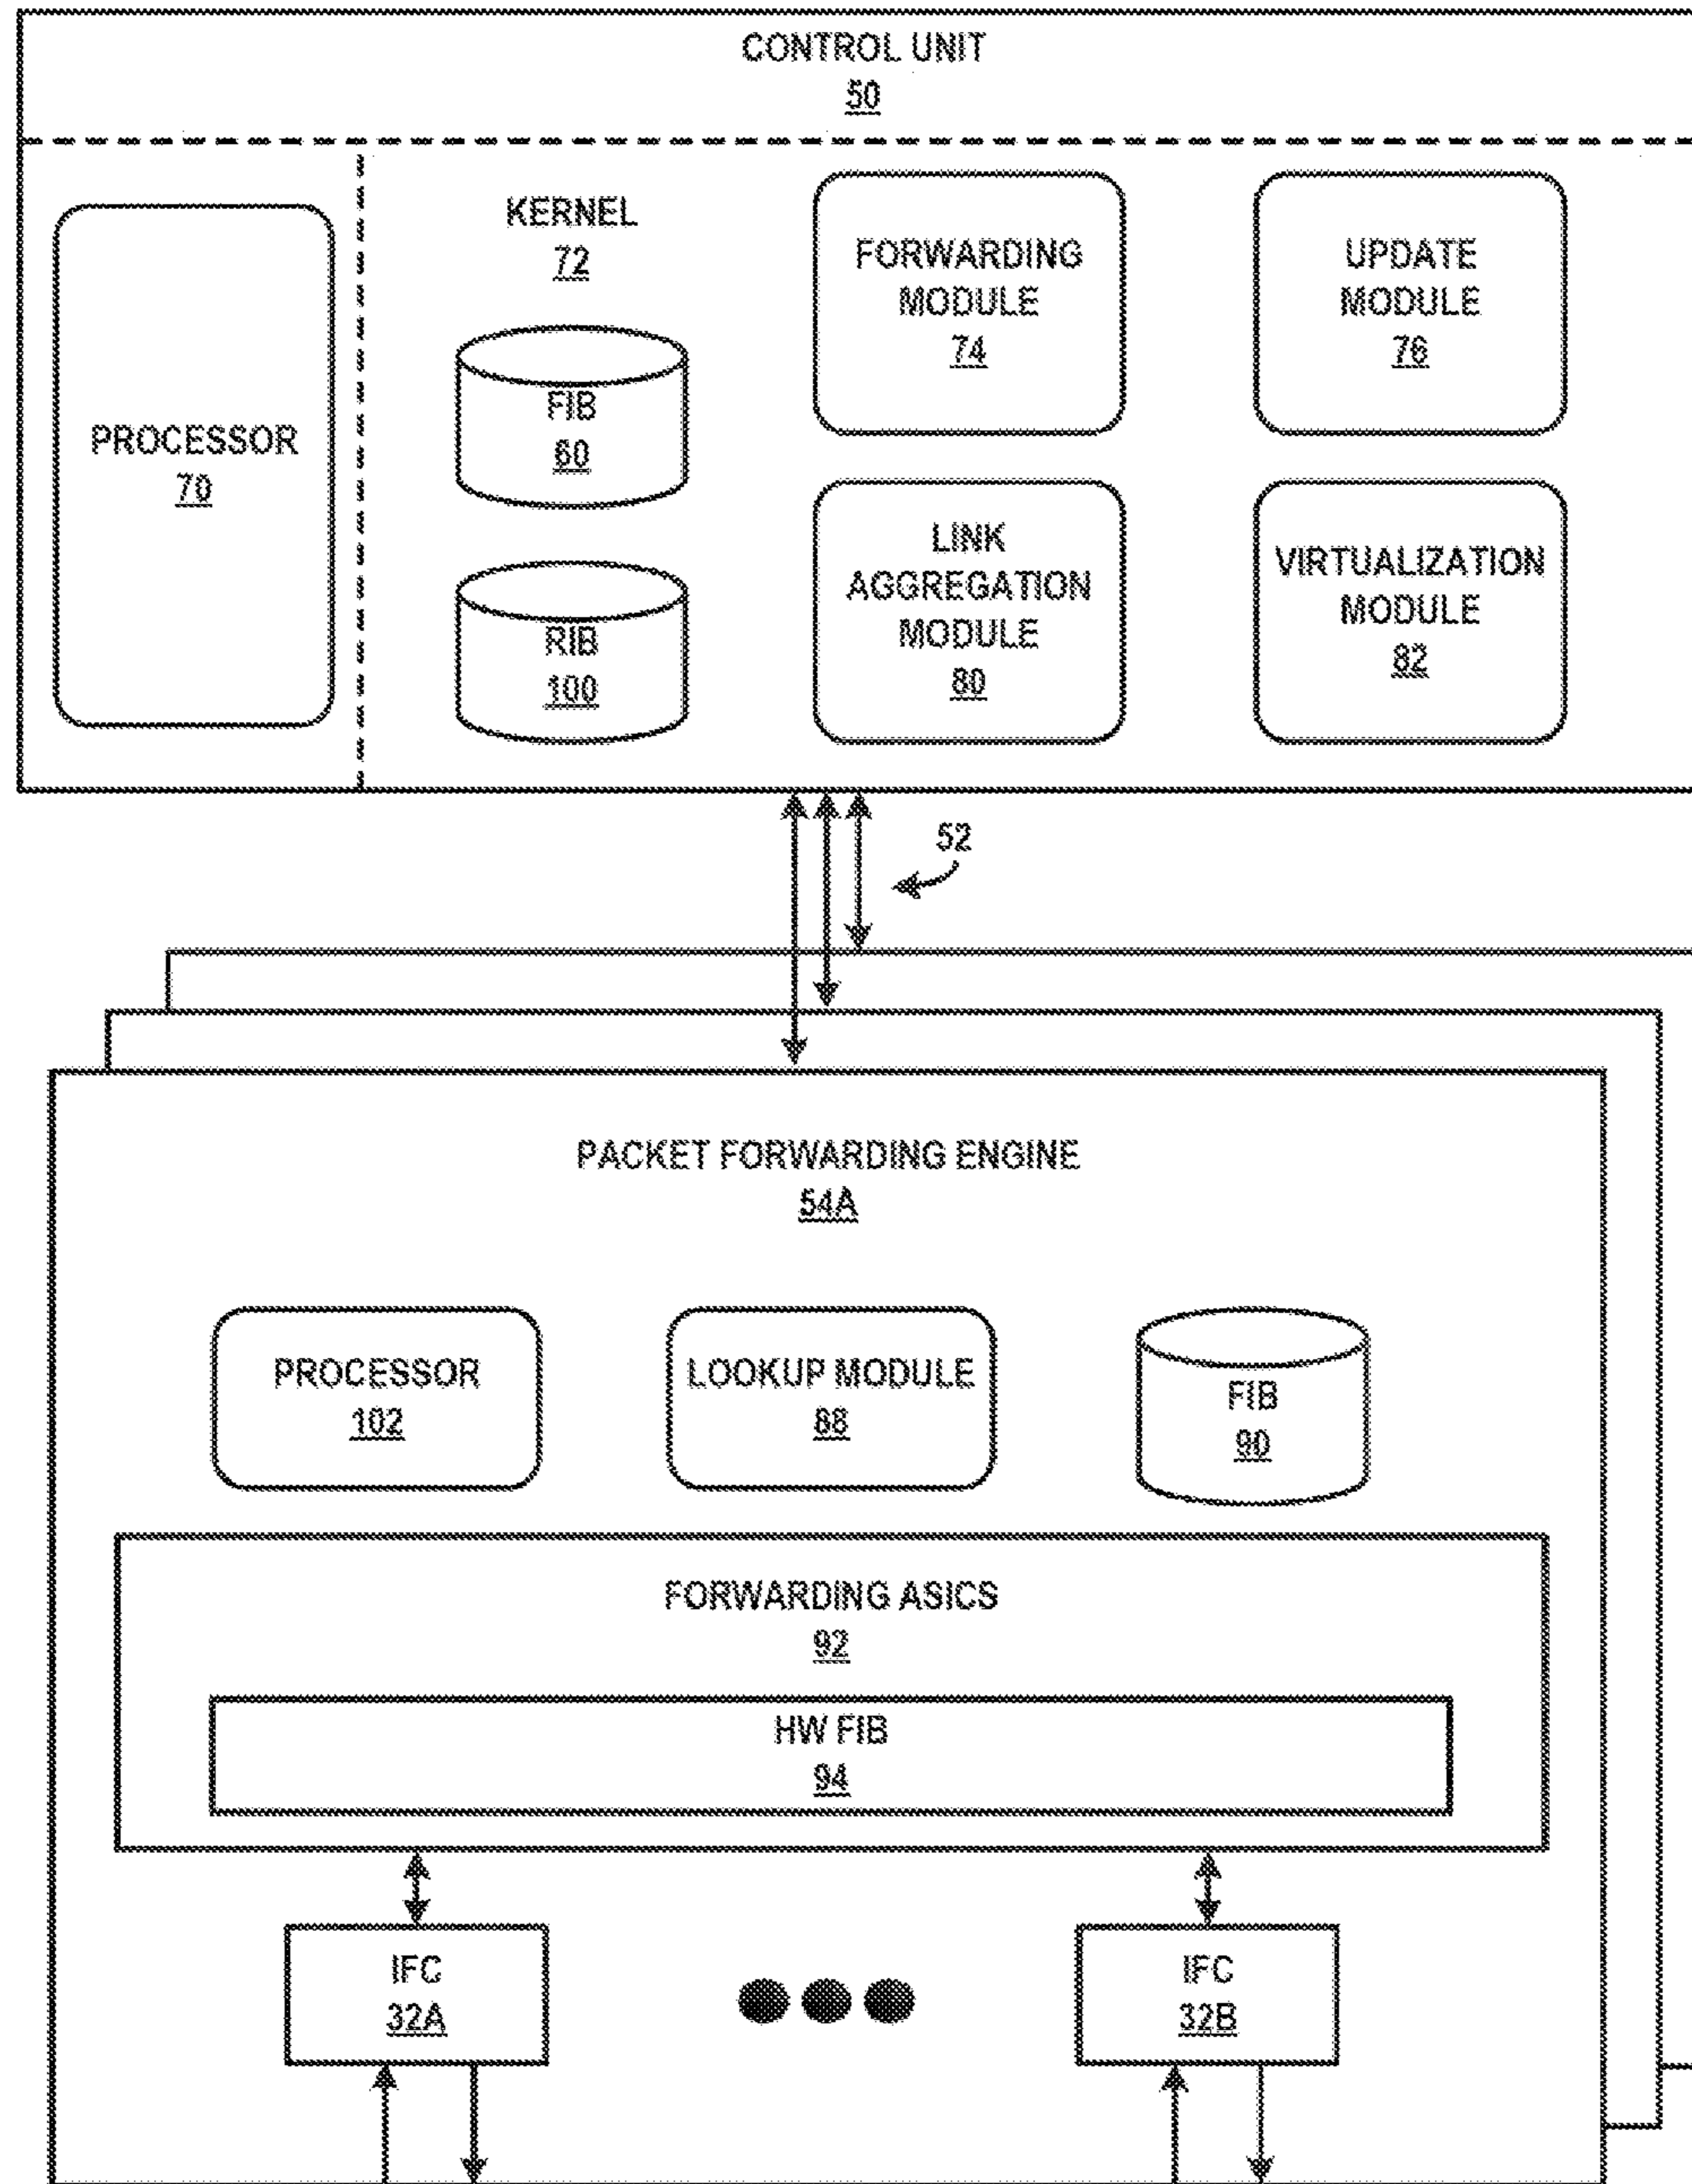 CONTROL UNIT
50
PROCESSOR
70
KERNEL
72
FIB
60
RIB
100
FORWARDING
MODULE
74
UPDATE
MODULE
76
LINK
AGGREGATION
MODULE
80
VIRTUALIZATION
MODULE
82
52
PACKET FORWARDING ENGINE
54A
PROCESSOR
102
LOOKUP MODULE
88
FIB
90
FORWARDING ASICS
92
HW FIB
94
IFC
32A
IFC
32B